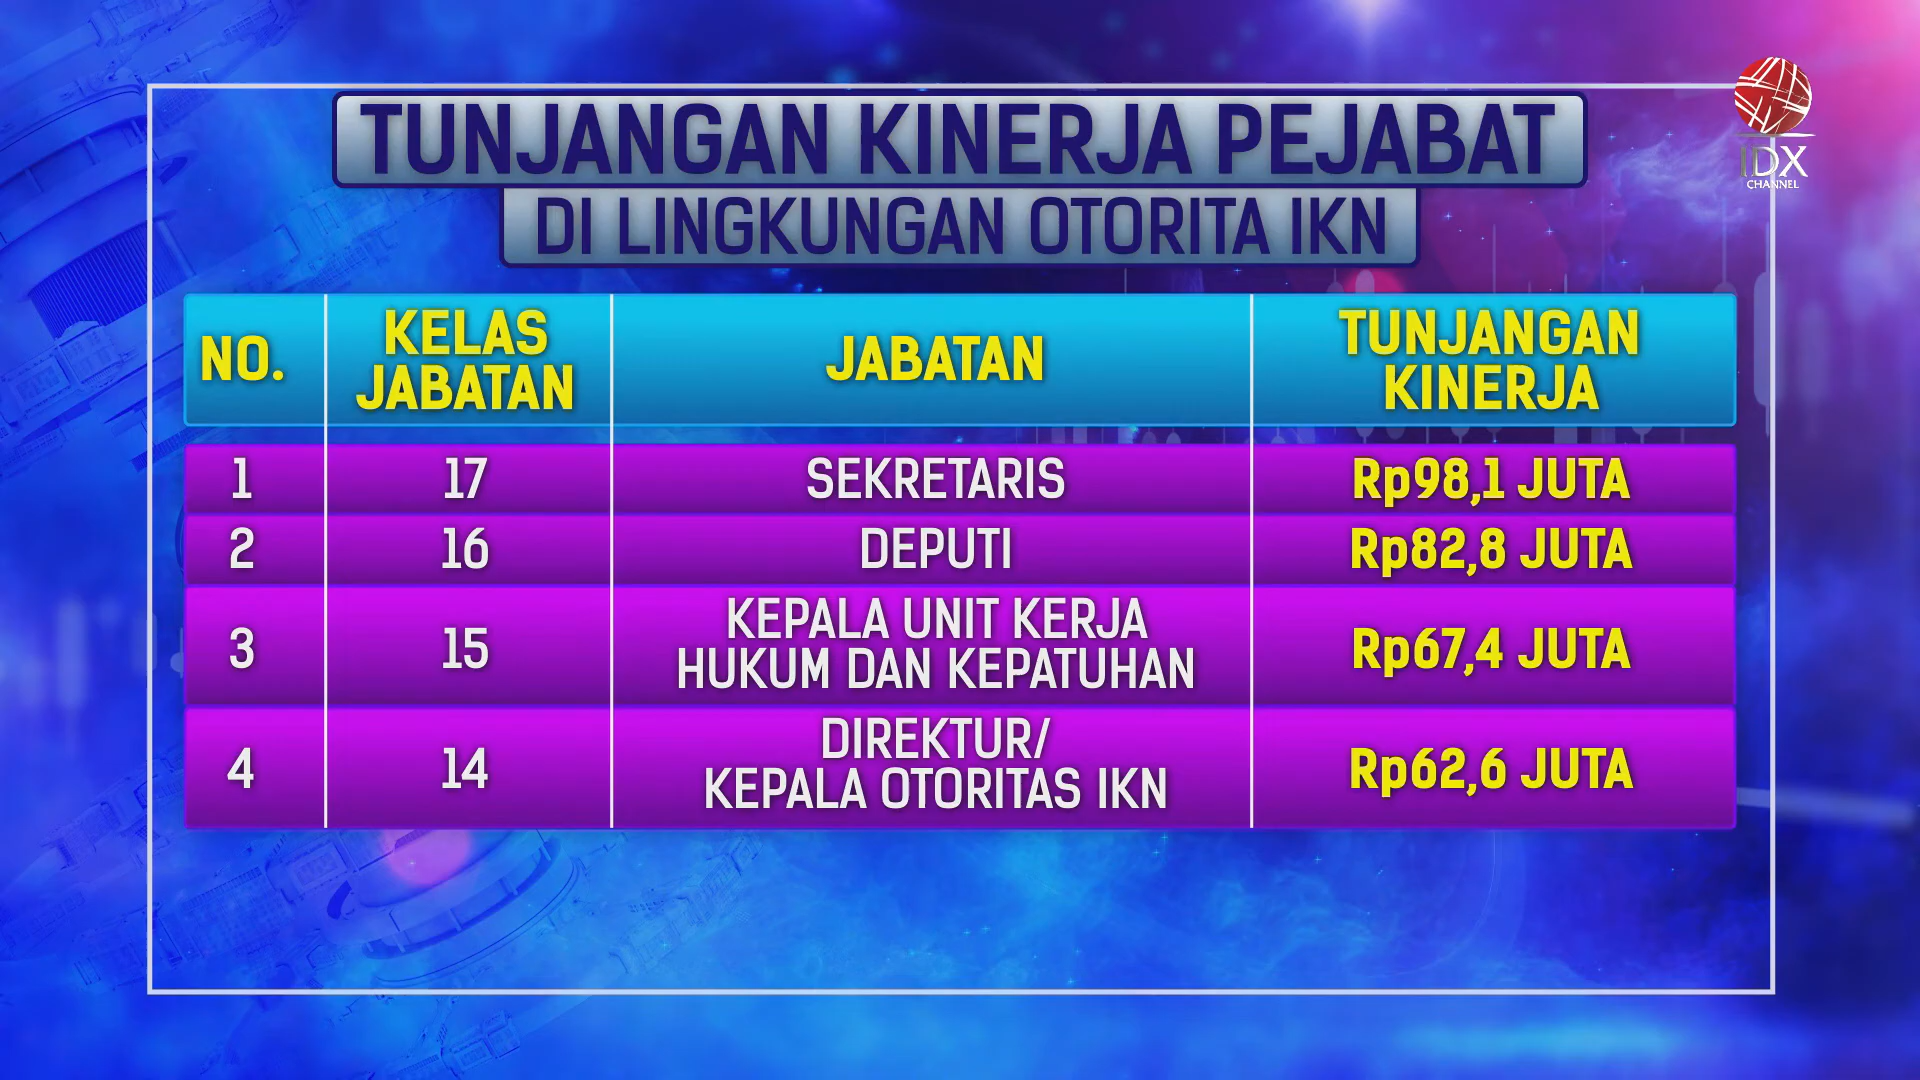 TUNJANGAN KINERJA PEJABAT
DI LINGKUNGAN OTORITA IKN
IDX
CHANNEL
NO.
KELAS
JABATAN
JABATAN
TUNJANGAN
KINERJA
1
17
SEKRETARIS
Rp98,1 JUTA
2
16
DEPUTI
Rp82,8 JUTA
3
15
KEPALA UNIT KERJA
HUKUM DAN KEPATUHAN
Rp67,4 JUTA
4
14
DIREKTUR/
KEPALA OTORITAS IKN
Rp62,6 JUTA